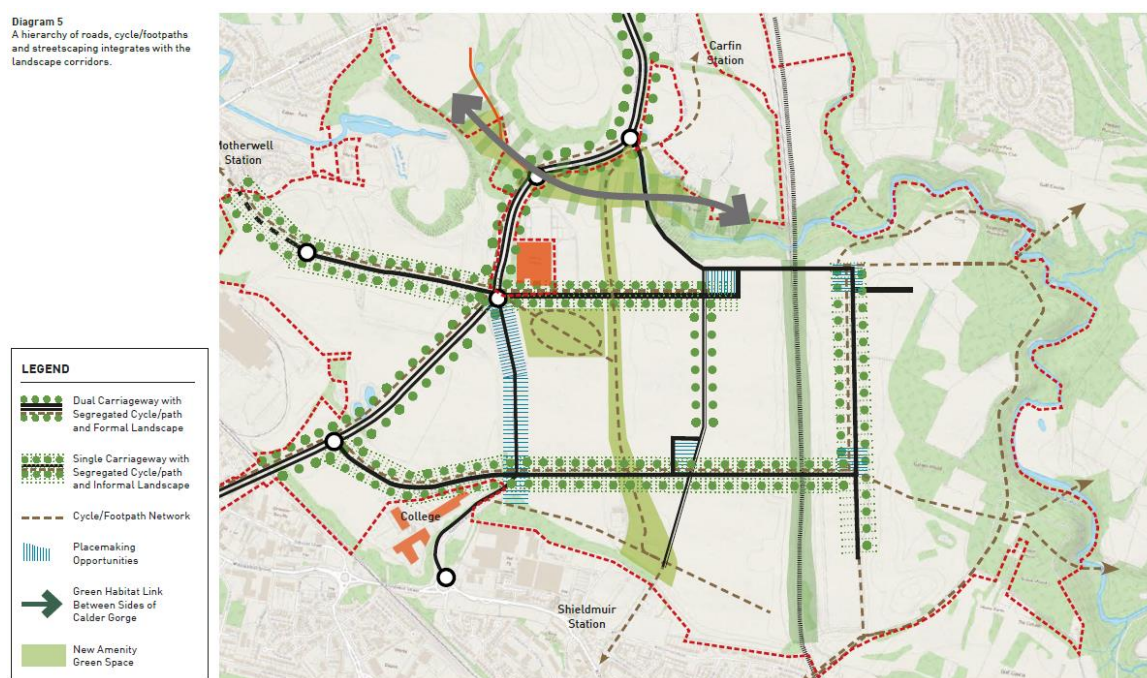 Diagram 5
A hierarchy of roads, cycle/footpaths
and streetscaping integrates with the
landscape corridors.
Carfin
Station
Motherwell
Station
College
Shieldmuir
Station
LEGEND
Dual Carriageway with
Segregated Cycle/path
and Formal Landscape
Single Carriageway with
Segregated Cycle/path
and Informal Landscape
Cycle/Footpath Network
Placemaking
Opportunities
Green Habitat Link
Between Sides of
Calder Gorge
New Amenity
Green Space